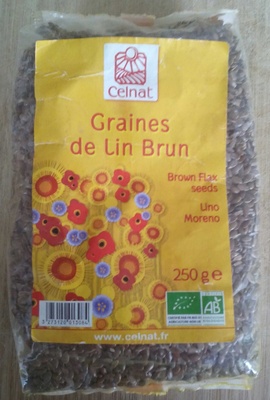 Celnat
Graines
de Lin Brun
Brown Flax
seeds
Lino
Moreno
250 g e
AB
www.celnat.fr